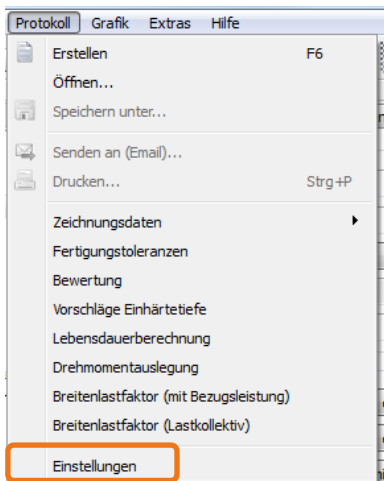 Protokoll Grafik Extras Hilfe
Erstellen F6
Öffnen...
Speichern unter...
Senden an (Email)...
Drucken... Strg+P
Zeichnungsdaten
Fertigungstoleranzen
Bewertung
Vorschläge Einhärtetiefe
Lebensdauerberechnung
Drehmomentauslegung
Breitenlastfaktor (mit Bezugsleistung)
Breitenlastfaktor (Lastkollektiv)
Einstellungen